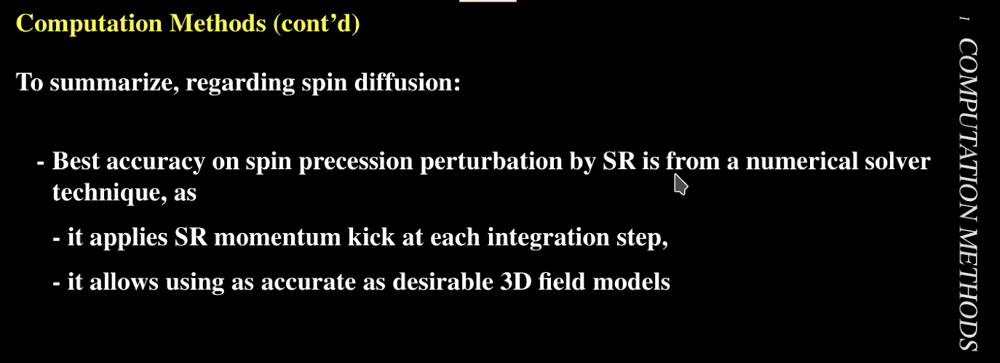 Computation Methods (cont’d)
To summarize, regarding spin diffusion:
- Best accuracy on spin precession perturbation by SR is from a numerical solver
technique, as
- it applies SR momentum kick at each integration step,
- it allows using as accurate as desirable 3D field models
1 COMPUTATION METHODS